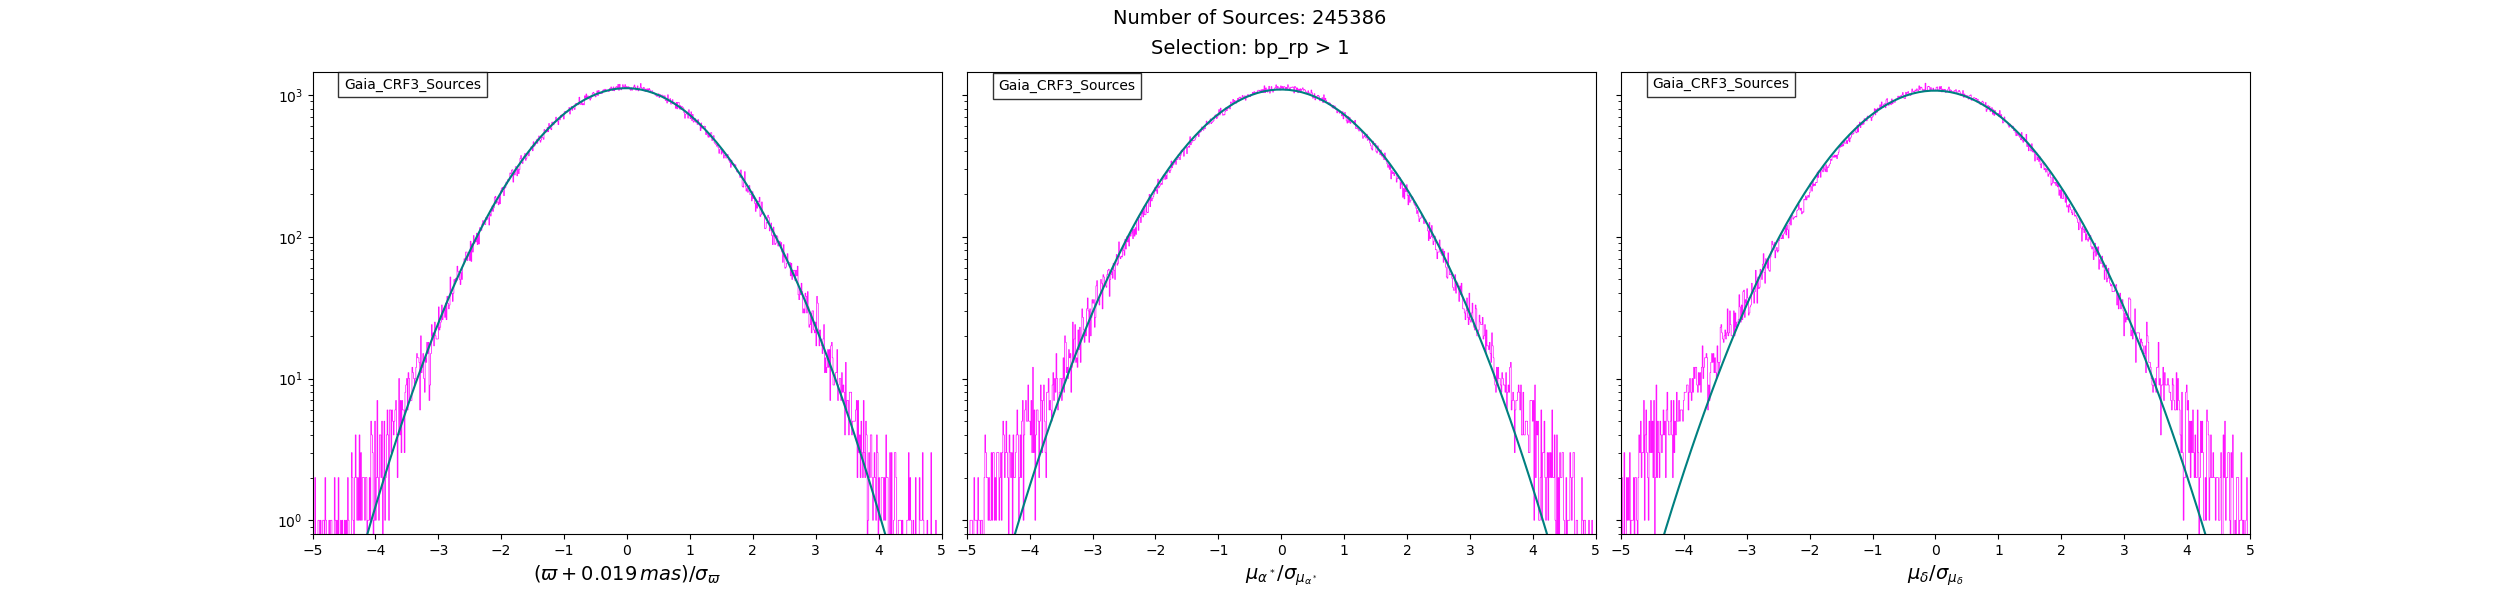 Number of Sources: 245386
Selection: bp_rp > 1
Gaia_CRF3_Sources
Gaia_CRF3_Sources
Gaia_CRF3_Sources
10³
10²
10¹
10⁰
−5 −4 −3 −2 −1 0 1 2 3 4 5
−5 −4 −3 −2 −1 0 1 2 3 4 5
−5 −4 −3 −2 −1 0 1 2 3 4 5
(ϖ + 0.019 mas)/σ_ϖ
μ_α*/σ_μ_α*
μ_δ/σ_μ_δ